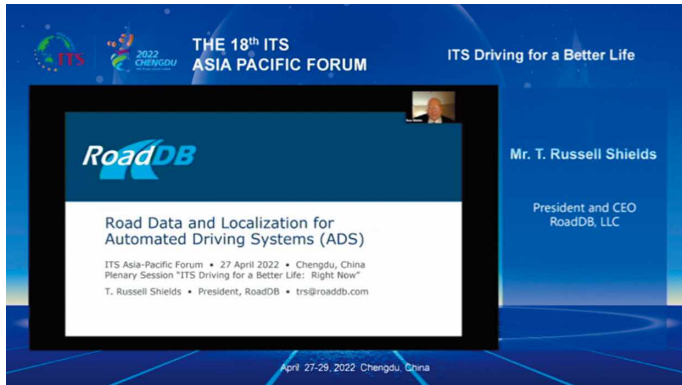 ITS
2022
CHENGDU
THE 18th ITS
ASIA PACIFIC FORUM
ITS Driving for a Better Life
RoadDB
Road Data and Localization for
Automated Driving Systems (ADS)
ITS Asia-Pacific Forum • 27 April 2022 • Chengdu, China
Plenary Session "ITS Driving for a Better Life: Right Now"
T. Russell Shields • President, RoadDB • trs@roaddb.com
Mr. T. Russell Shields
President and CEO
RoadDB, LLC
April 27-29, 2022 Chengdu, China